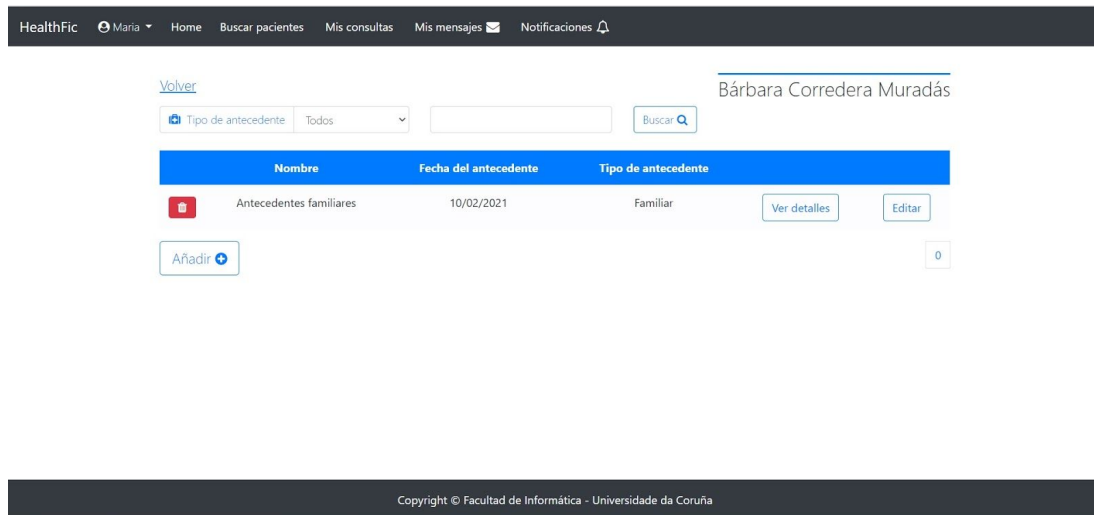 HealthFic Maria Home Buscar pacientes Mis consultas Mis mensajes Notificaciones
Volver
Bárbara Corredera Muradás
Tipo de antecedente Todos Buscar
Nombre Fecha del antecedente Tipo de antecedente
Antecedentes familiares 10/02/2021 Familiar Ver detalles Editar
Añadir 0
Copyright © Facultad de Informática - Universidade da Coruña